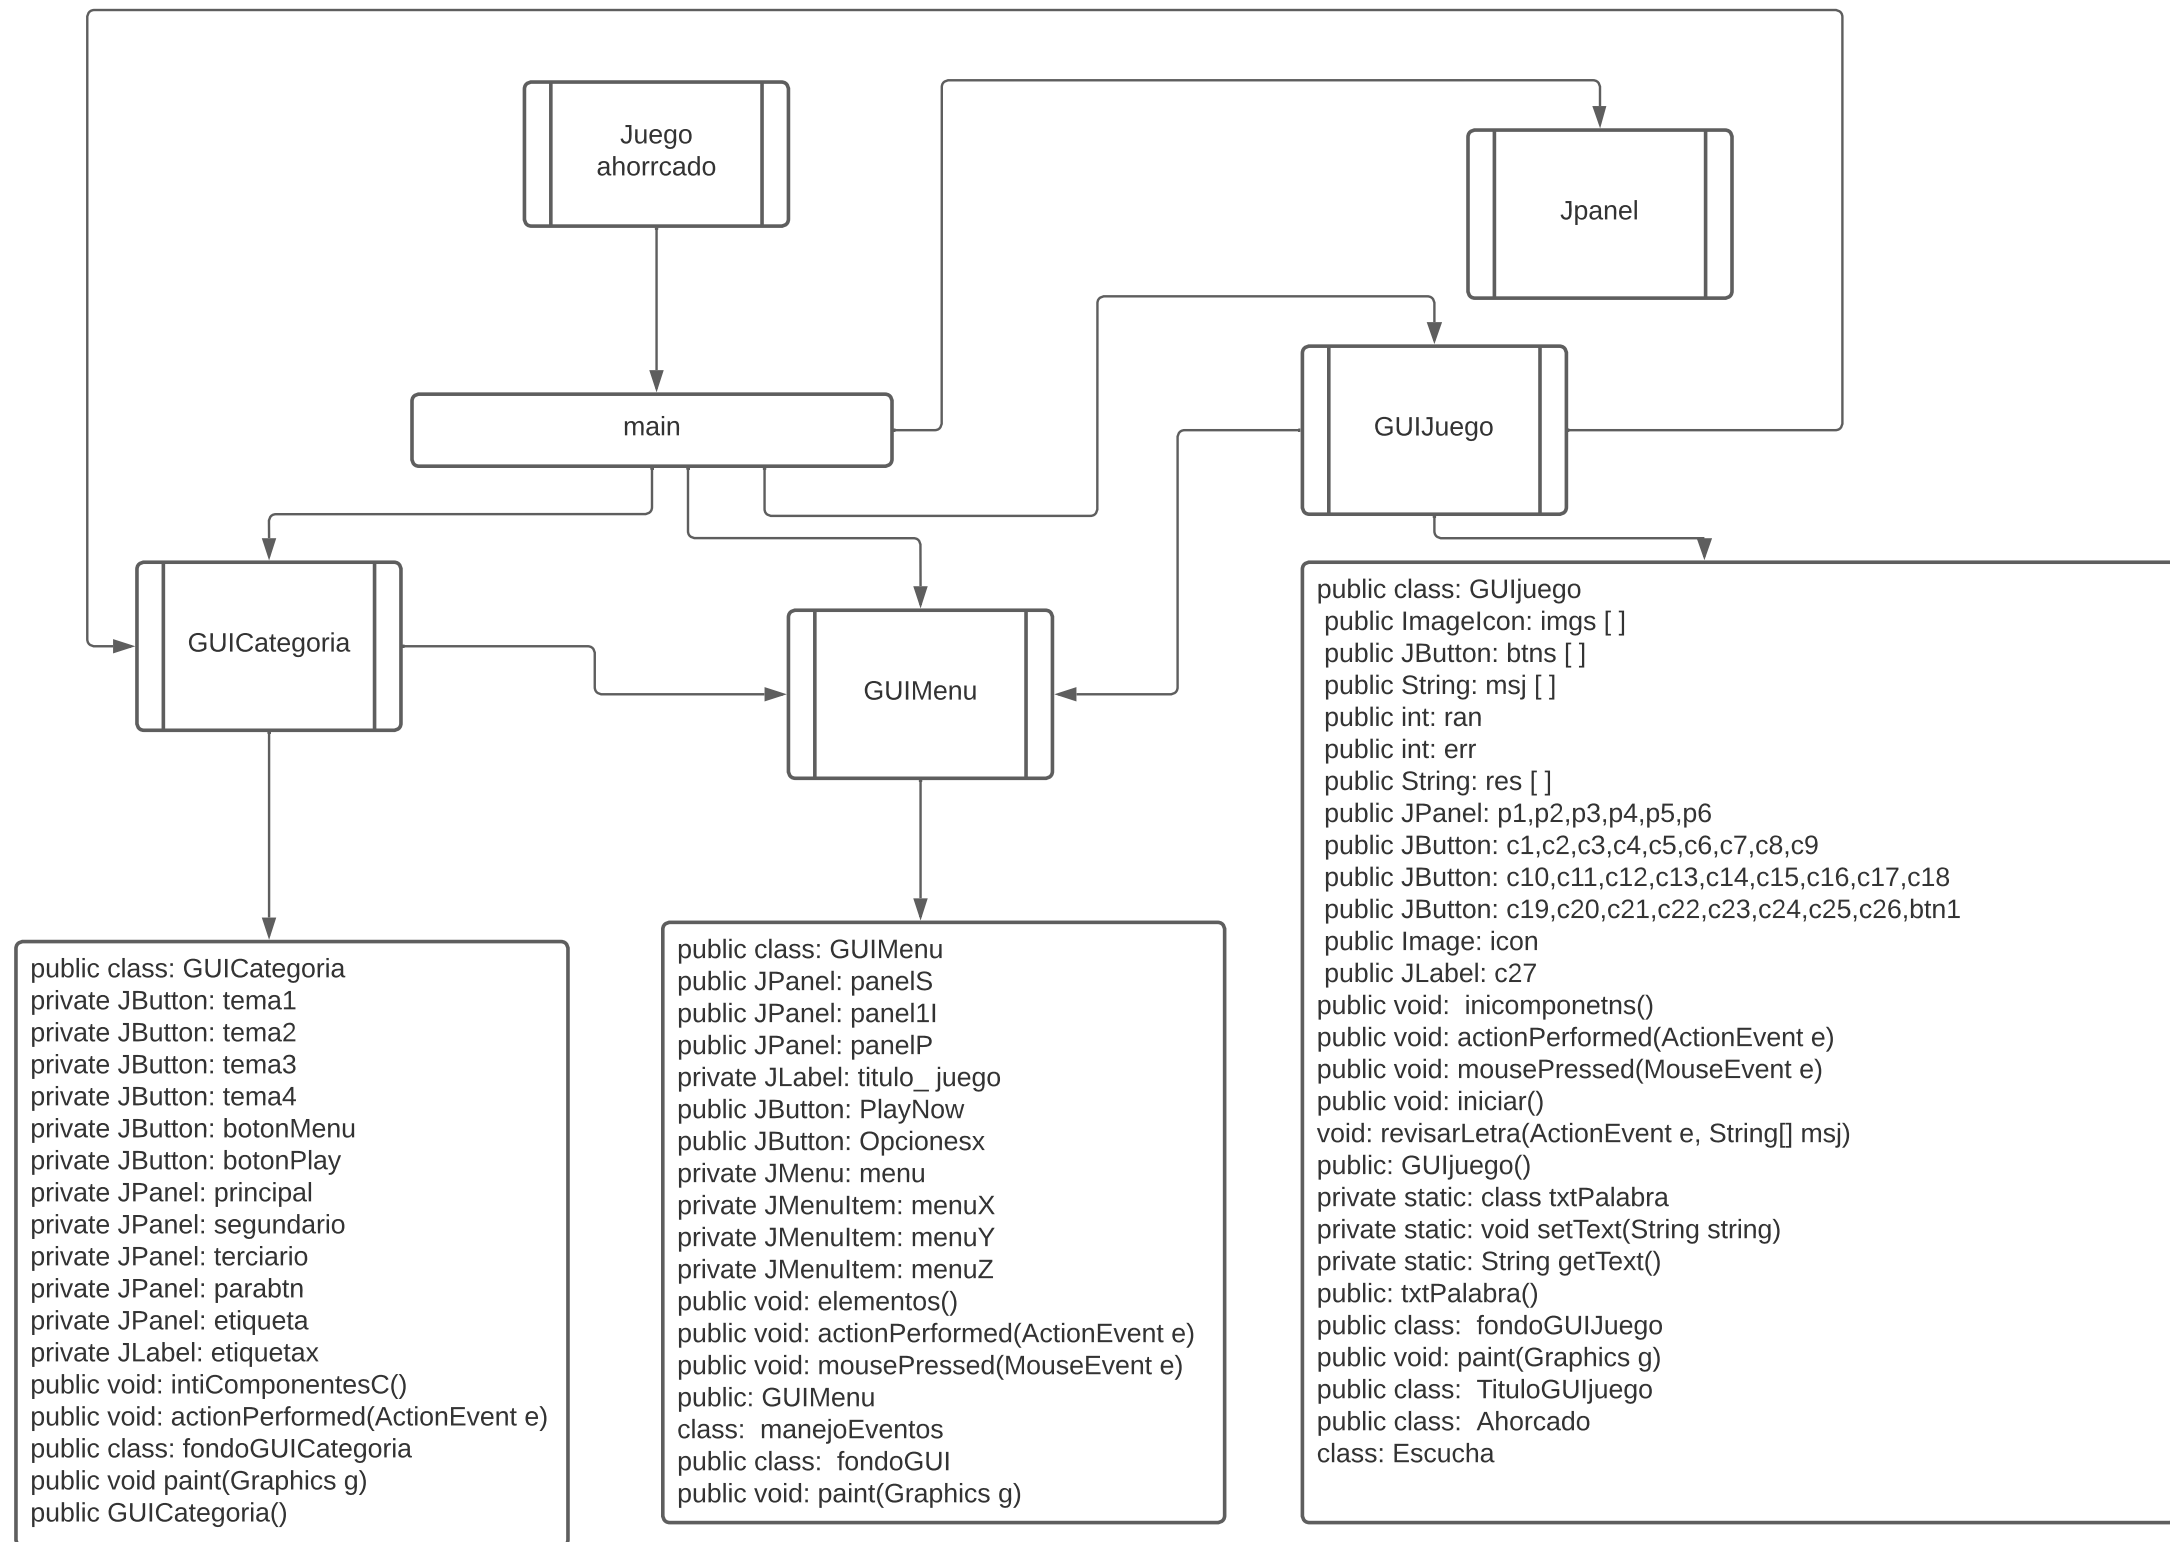 Juego
ahorrcado
Jpanel
main
GUIJuego
GUICategoria
GUIMenu
public class: GUICategoria
private JButton: tema1
private JButton: tema2
private JButton: tema3
private JButton: tema4
private JButton: botonMenu
private JButton: botonPlay
private JPanel: principal
private JPanel: segundario
private JPanel: terciario
private JPanel: parabtn
private JPanel: etiqueta
private JLabel: etiquetax
public void: intiComponentesC()
public void: actionPerformed(ActionEvent e)
public class: fondoGUICategoria
public void paint(Graphics g)
public GUICategoria()
public class: GUIMenu
public JPanel: panelS
public JPanel: panel1I
public JPanel: panelP
private JLabel: titulo_ juego
public JButton: PlayNow
public JButton: Opcionesx
private JMenu: menu
private JMenuItem: menuX
private JMenuItem: menuY
private JMenuItem: menuZ
public void: elementos()
public void: actionPerformed(ActionEvent e)
public void: mousePressed(MouseEvent e)
public: GUIMenu
class:  manejoEventos
public class:  fondoGUI
public void: paint(Graphics g)
public class: GUIjuego
public ImageIcon: imgs [ ]
public JButton: btns [ ]
public String: msj [ ]
public int: ran
public int: err
public String: res [ ]
public JPanel: p1,p2,p3,p4,p5,p6
public JButton: c1,c2,c3,c4,c5,c6,c7,c8,c9
public JButton: c10,c11,c12,c13,c14,c15,c16,c17,c18
public JButton: c19,c20,c21,c22,c23,c24,c25,c26,btn1
public Image: icon
public JLabel: c27
public void:  inicomponetns()
public void: actionPerformed(ActionEvent e)
public void: mousePressed(MouseEvent e)
public void: iniciar()
void: revisarLetra(ActionEvent e, String[] msj)
public: GUIjuego()
private static: class txtPalabra
private static: void setText(String string)
private static: String getText()
public: txtPalabra()
public class:  fondoGUIJuego
public void: paint(Graphics g)
public class:  TituloGUIjuego
public class:  Ahorcado
class: Escucha